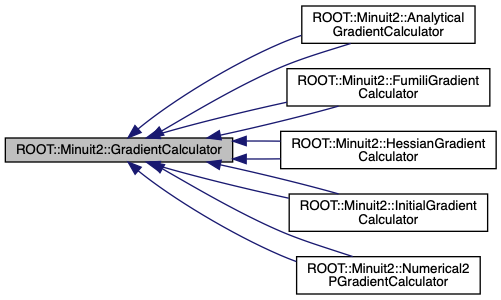 ROOT::Minuit2::Analytical
GradientCalculator
ROOT::Minuit2::FumiliGradient
Calculator
ROOT::Minuit2::GradientCalculator
ROOT::Minuit2::HessianGradient
Calculator
ROOT::Minuit2::InitialGradient
Calculator
ROOT::Minuit2::Numerical2
PGradientCalculator